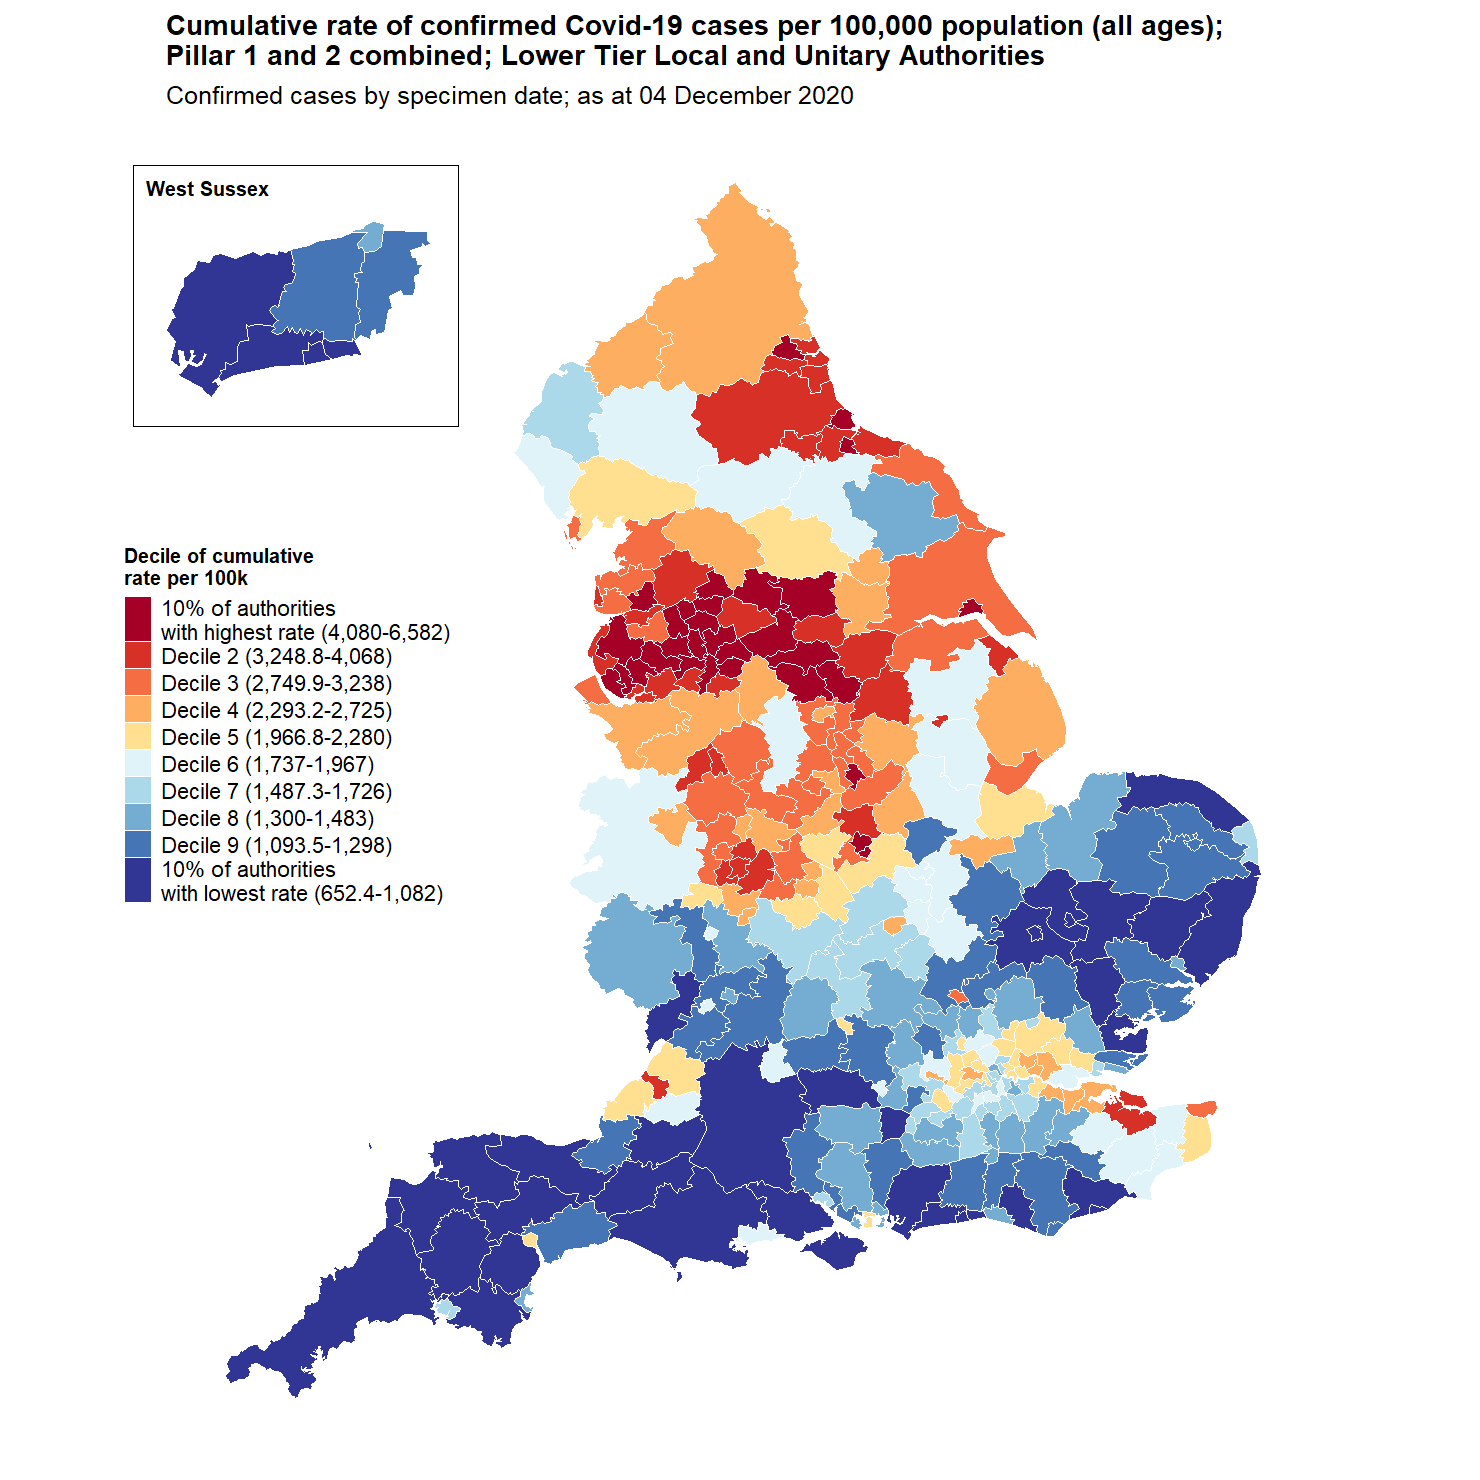 Cumulative rate of confirmed Covid-19 cases per 100,000 population (all ages);
Pillar 1 and 2 combined; Lower Tier Local and Unitary Authorities
Confirmed cases by specimen date; as at 04 December 2020
West Sussex
Decile of cumulative
rate per 100k
10% of authorities
with highest rate (4,080-6,582)
Decile 2 (3,248.8-4,068)
Decile 3 (2,749.9-3,238)
Decile 4 (2,293.2-2,725)
Decile 5 (1,966.8-2,280)
Decile 6 (1,737-1,967)
Decile 7 (1,487.3-1,726)
Decile 8 (1,300-1,483)
Decile 9 (1,093.5-1,298)
10% of authorities
with lowest rate (652.4-1,082)